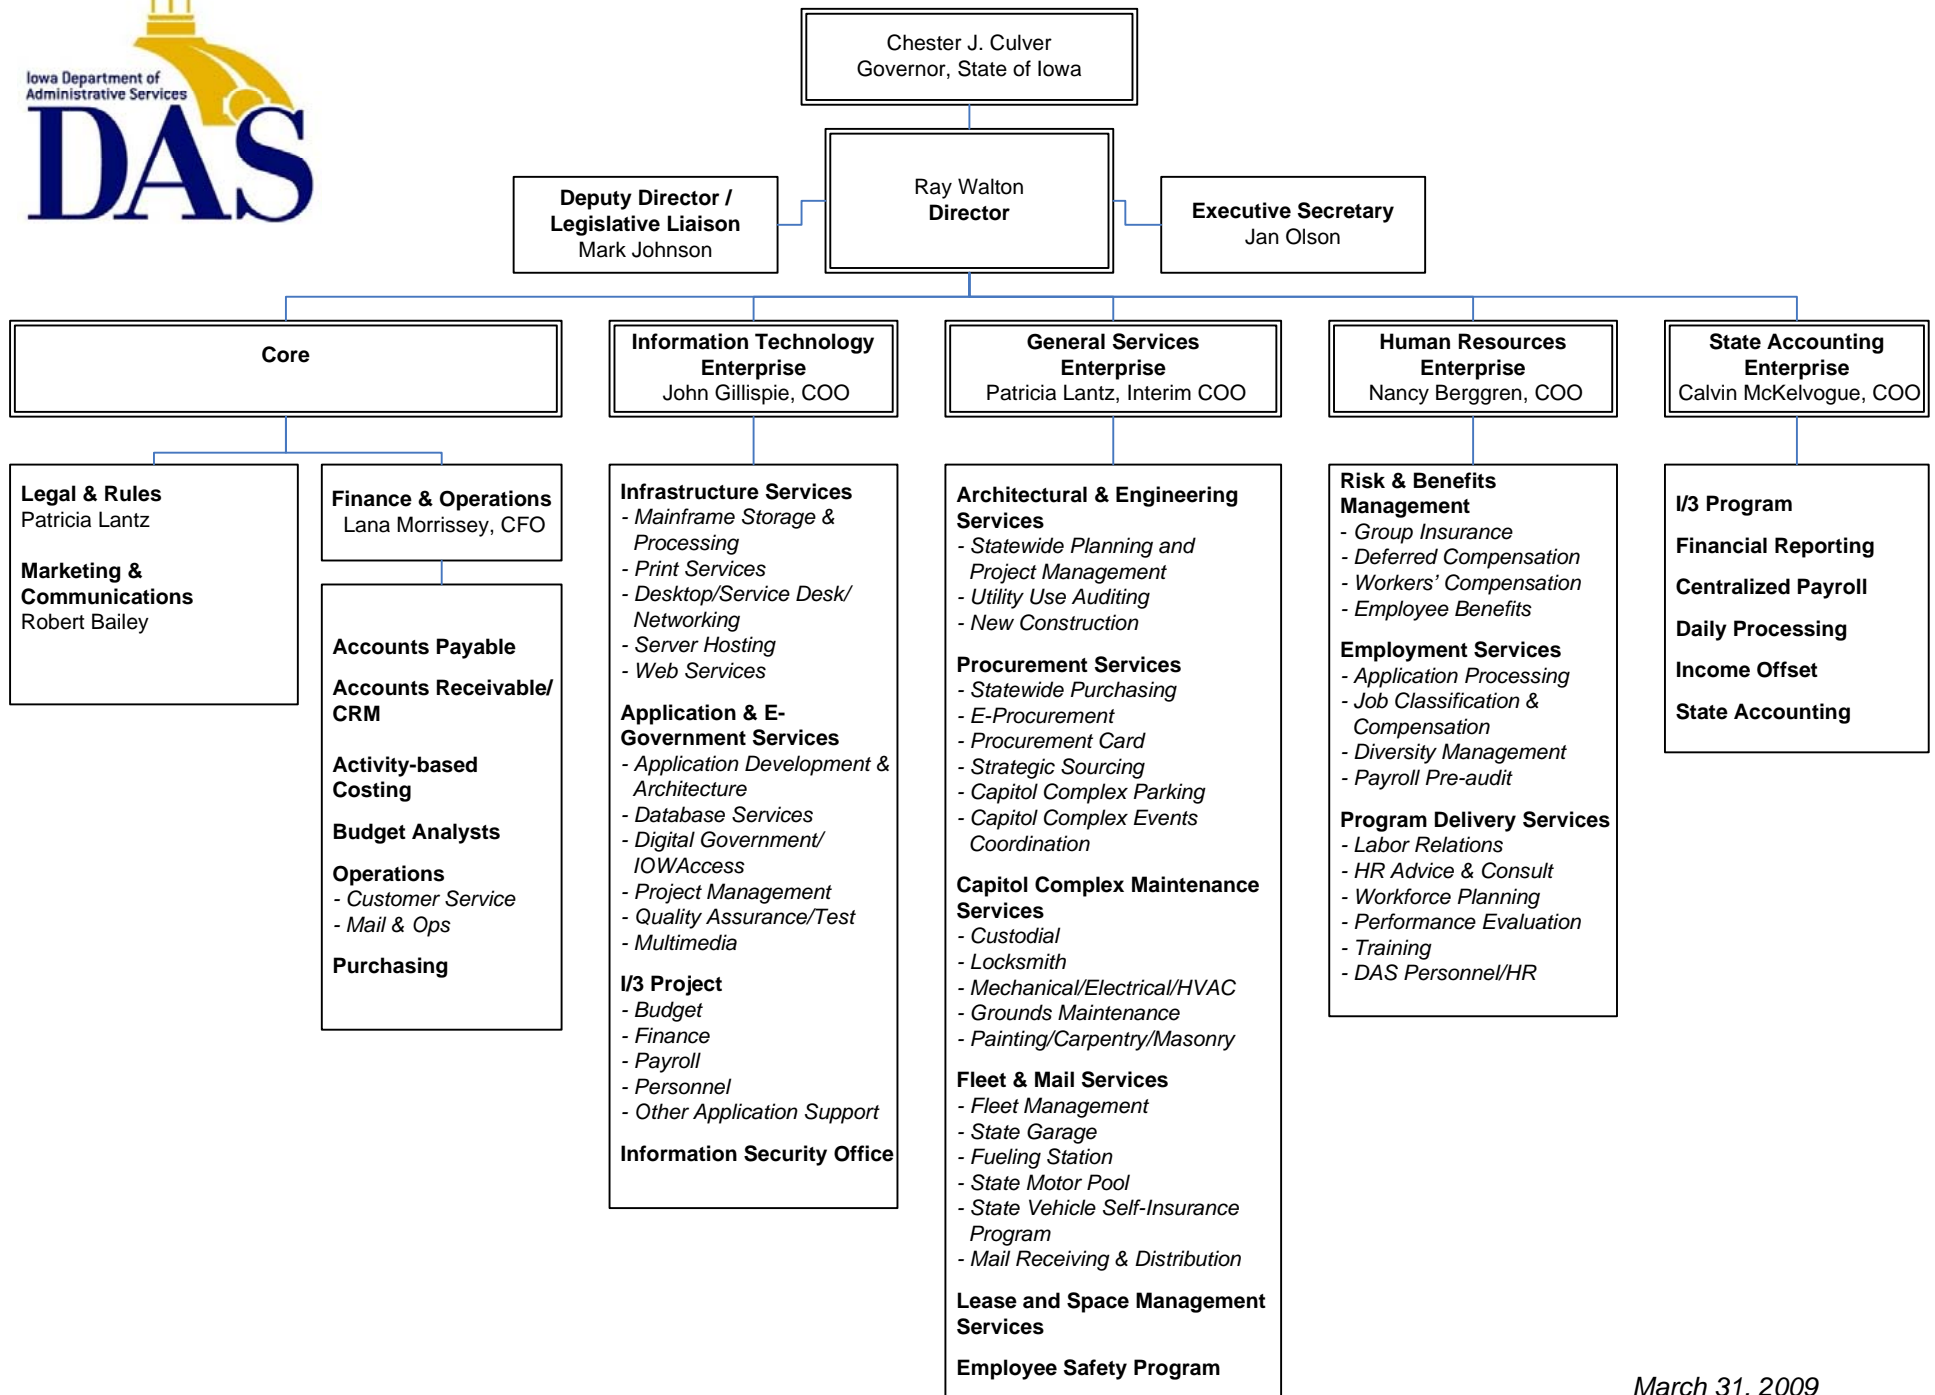 Iowa Department of
Administrative Services
DAS
Chester J. Culver
Governor, State of Iowa
Ray Walton
Director
Deputy Director /
Legislative Liaison
Mark Johnson
Executive Secretary
Jan Olson
Core
Information Technology
Enterprise
John Gillispie, COO
General Services
Enterprise
Patricia Lantz, Interim COO
Human Resources
Enterprise
Nancy Berggren, COO
State Accounting
Enterprise
Calvin McKelvogue, COO
Legal & Rules
Patricia Lantz
Marketing &
Communications
Robert Bailey
Finance & Operations
Lana Morrissey, CFO
Accounts Payable
Accounts Receivable/
CRM
Activity-based
Costing
Budget Analysts
Operations
- Customer Service
- Mail & Ops
Purchasing
Infrastructure Services
- Mainframe Storage &
Processing
- Print Services
- Desktop/Service Desk/
Networking
- Server Hosting
- Web Services
Application & E-
Government Services
- Application Development &
Architecture
- Database Services
- Digital Government/
IOWAccess
- Project Management
- Quality Assurance/Test
- Multimedia
I/3 Project
- Budget
- Finance
- Payroll
- Personnel
- Other Application Support
Information Security Office
Architectural & Engineering
Services
- Statewide Planning and
Project Management
- Utility Use Auditing
- New Construction
Procurement Services
- Statewide Purchasing
- E-Procurement
- Procurement Card
- Strategic Sourcing
- Capitol Complex Parking
- Capitol Complex Events
Coordination
Capitol Complex Maintenance
Services
- Custodial
- Locksmith
- Mechanical/Electrical/HVAC
- Grounds Maintenance
- Painting/Carpentry/Masonry
Fleet & Mail Services
- Fleet Management
- State Garage
- Fueling Station
- State Motor Pool
- State Vehicle Self-Insurance
Program
- Mail Receiving & Distribution
Lease and Space Management
Services
Employee Safety Program
Risk & Benefits
Management
- Group Insurance
- Deferred Compensation
- Workers' Compensation
- Employee Benefits
Employment Services
- Application Processing
- Job Classification &
Compensation
- Diversity Management
- Payroll Pre-audit
Program Delivery Services
- Labor Relations
- HR Advice & Consult
- Workforce Planning
- Performance Evaluation
- Training
- DAS Personnel/HR
I/3 Program
Financial Reporting
Centralized Payroll
Daily Processing
Income Offset
State Accounting
March 31, 2009